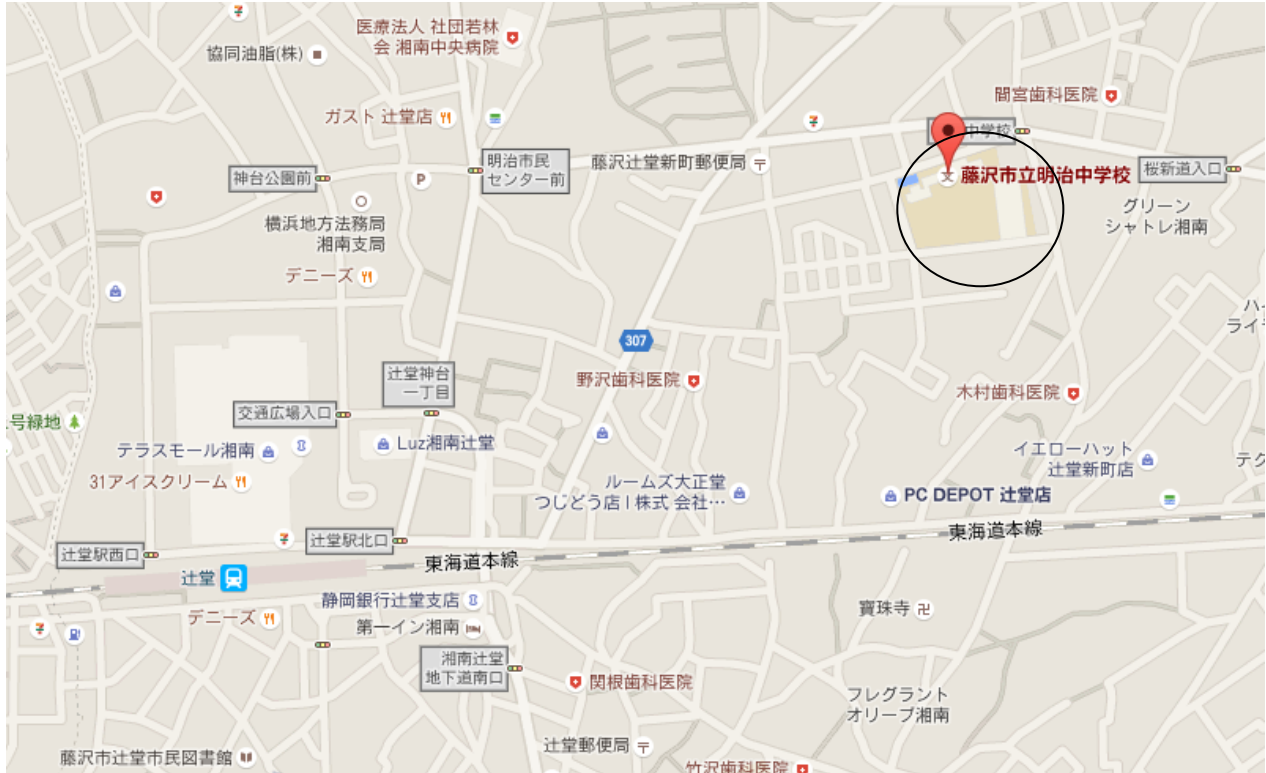 医療法人 社団若林
会 湘南中央病院
協同油脂(株)
ガスト 辻堂店
間宮歯科医院
中学校
明治市民
センター前
藤沢辻堂新町郵便局
神台公園前
P
藤沢市立明治中学校
桜新道入口
グリーン
シャトレ湘南
横浜地方法務局
湘南支局
デニーズ
307
辻堂神台
一丁目
野沢歯科医院
木村歯科医院
交通広場入口
号緑地
テラスモール湘南
Luz湘南辻堂
イエローハット
辻堂新町店
31アイスクリーム
ルームズ大正堂
つじどう店 | 株式 会社…
PC DEPOT 辻堂店
辻堂駅西口
辻堂駅北口
東海道本線
東海道本線
辻堂
静岡銀行辻堂支店
デニーズ
第一イン湘南
寶珠寺
湘南辻堂
地下道南口
関根歯科医院
フレグラント
オリーブ湘南
藤沢市辻堂市民図書館
辻堂郵便局
竹沢歯科医院